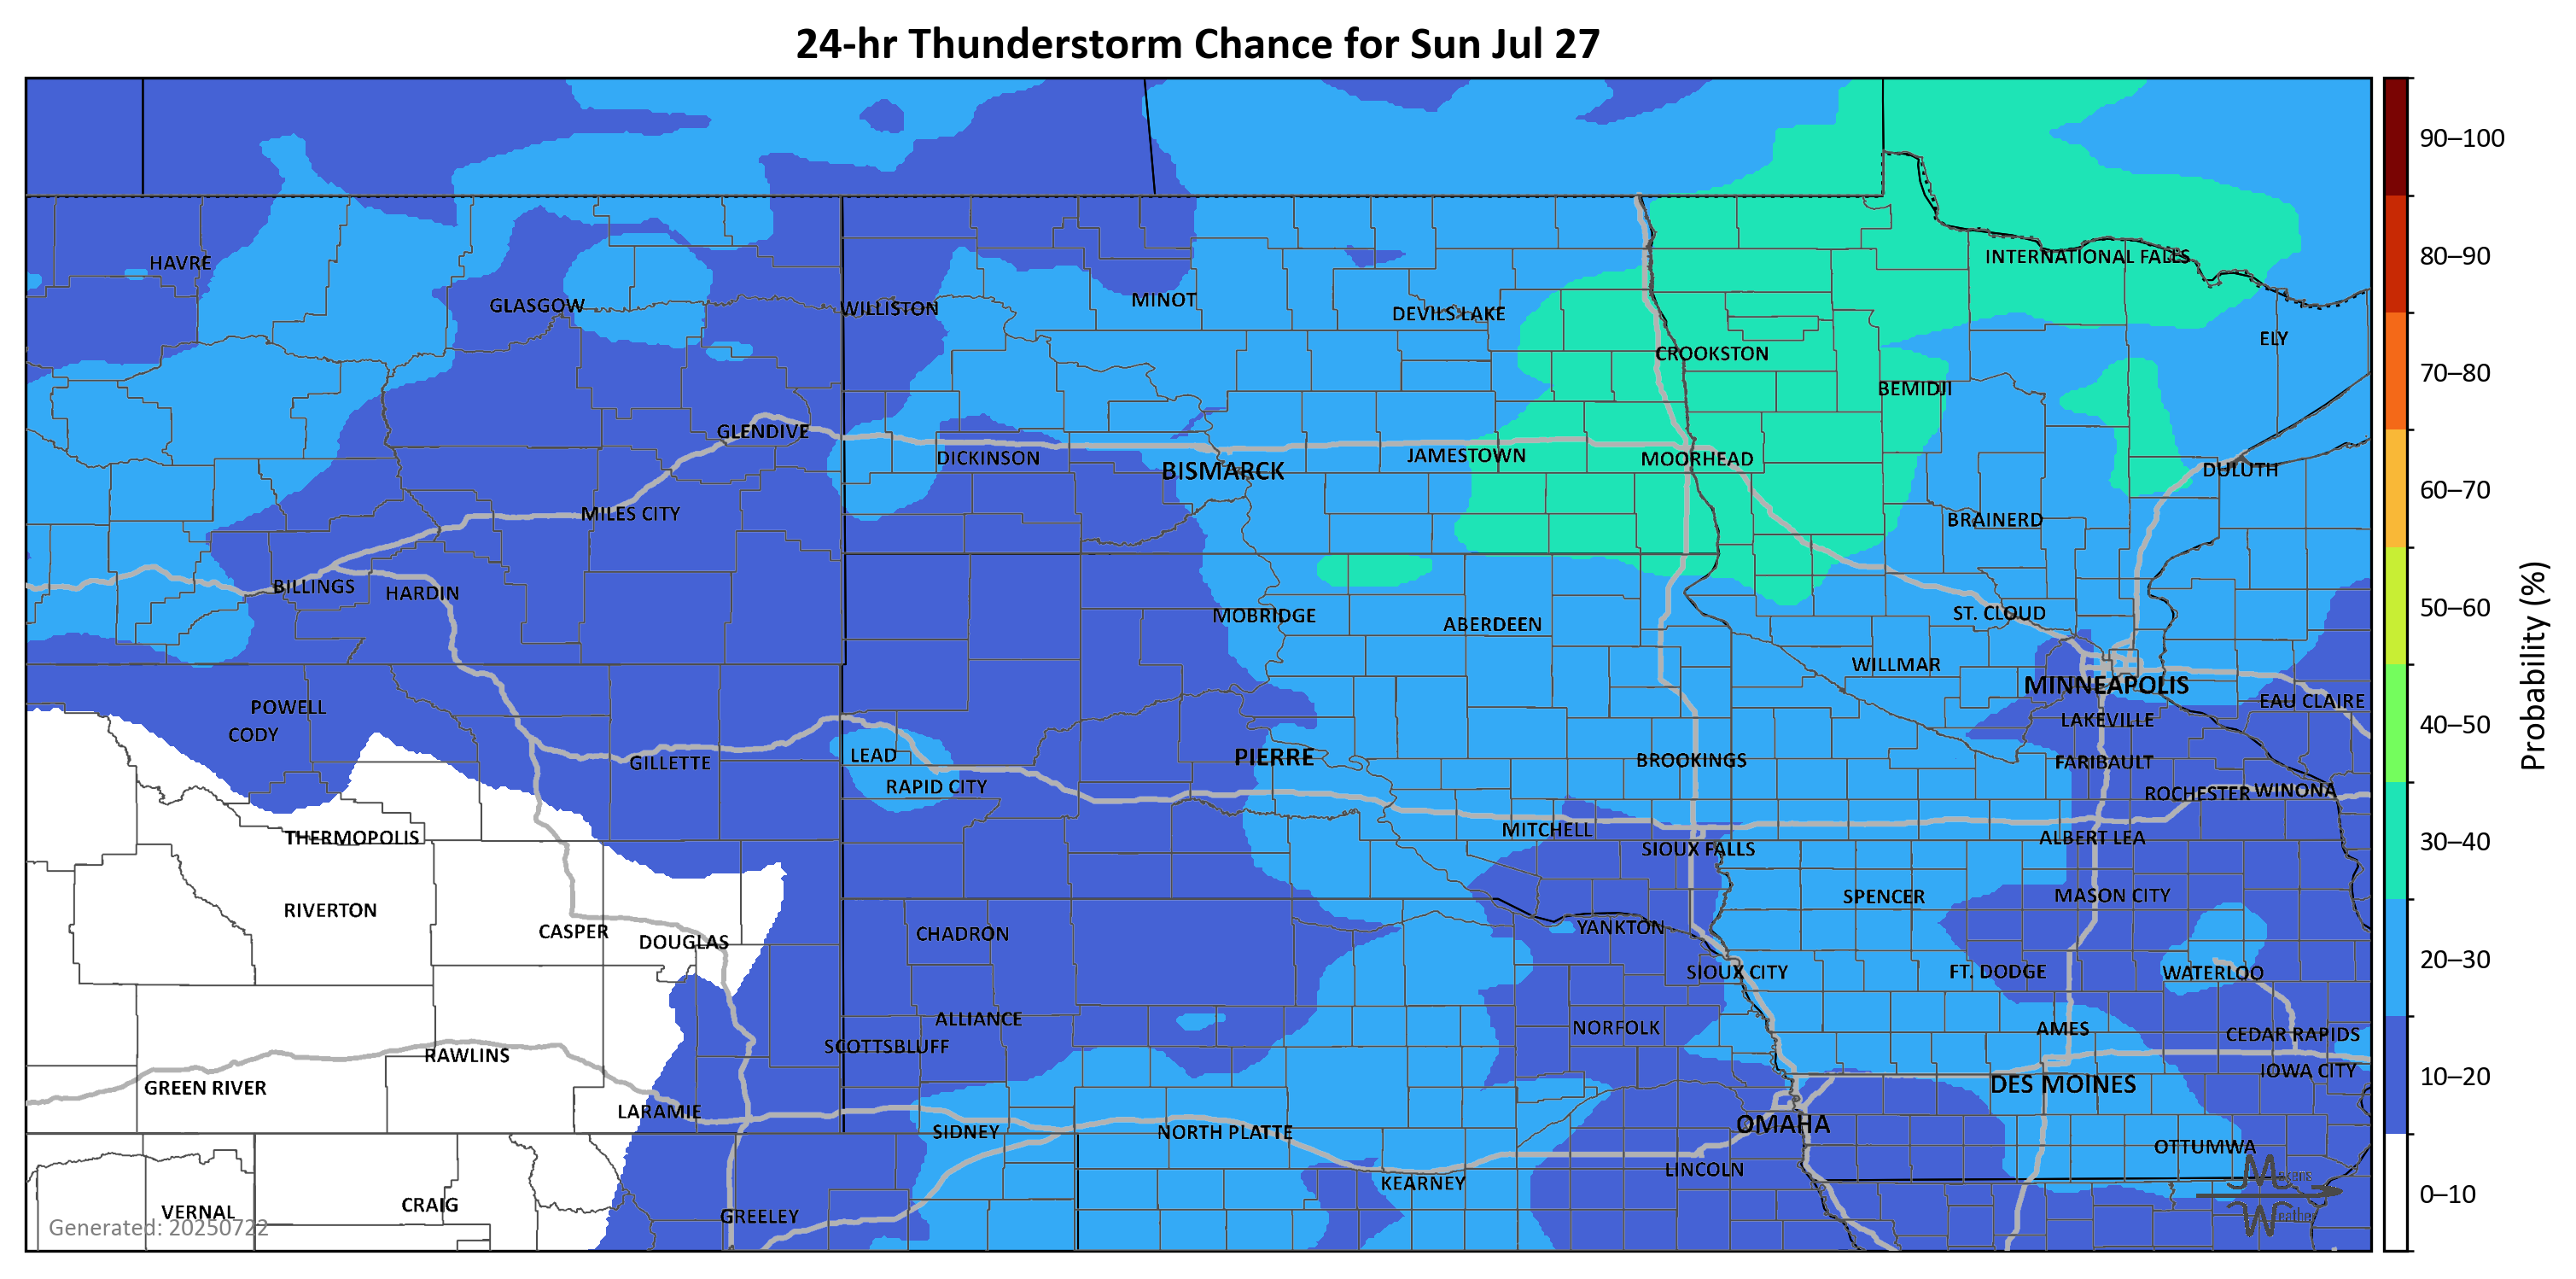 24-hr Thunderstorm Chance for Sun Jul 27
90–100
HAVRE
INTERNATIONAL FALLS
80–90
GLASGOW
WILLISTON
MINOT
DEVILS LAKE
ELY
CROOKSTON
70–80
BEMIDJI
GLENDIVE
DICKINSON
BISMARCK
JAMESTOWN
MOORHEAD
DULUTH
60–70
MILES CITY
BRAINERD
BILLINGS
HARDIN
MOBRIDGE
ABERDEEN
ST. CLOUD
50–60
WILLMAR
MINNEAPOLIS
Probability (%)
POWELL
EAU CLAIRE
CODY
LAKEVILLE
40–50
GILLETTE
LEAD
PIERRE
BROOKINGS
FARIBAULT
RAPID CITY
ROCHESTER
WINONA
THERMOPOLIS
MITCHELL
ALBERT LEA
30–40
SIOUX FALLS
RIVERTON
SPENCER
MASON CITY
CASPER
DOUGLAS
CHADRON
YANKTON
20–30
SIOUX CITY
FT. DODGE
WATERLOO
ALLIANCE
NORFOLK
AMES
CEDAR RAPIDS
RAWLINS
SCOTTSBLUFF
IOWA CITY
10–20
GREEN RIVER
DES MOINES
LARAMIE
SIDNEY
NORTH PLATTE
OMAHA
OTTUMWA
LINCOLN
KEARNEY
0–10
VERNAL
CRAIG
GREELEY
Generated: 20250722
Makens
Weather